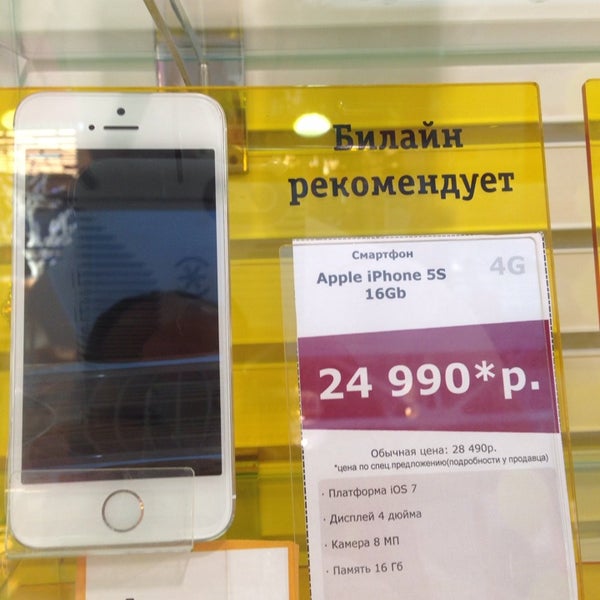 Билайн
рекомендует
Смартфон
Apple iPhone 5S
16Gb
4G
24 990*р.
Обычная цена: 28 490р.
*цена по спец.предложению(подробности у продавца)
· Платформа iOS 7
· Дисплей 4 дюйма
· Камера 8 МП
· Память 16 Гб